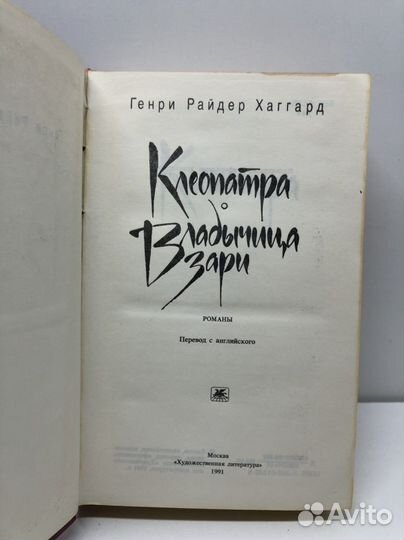 Генри Райдер Хаггард
Клеопатра
Владычица
зари
РОМАНЫ
Перевод с английского
Москва
«Художественная литература»
1991
Avito